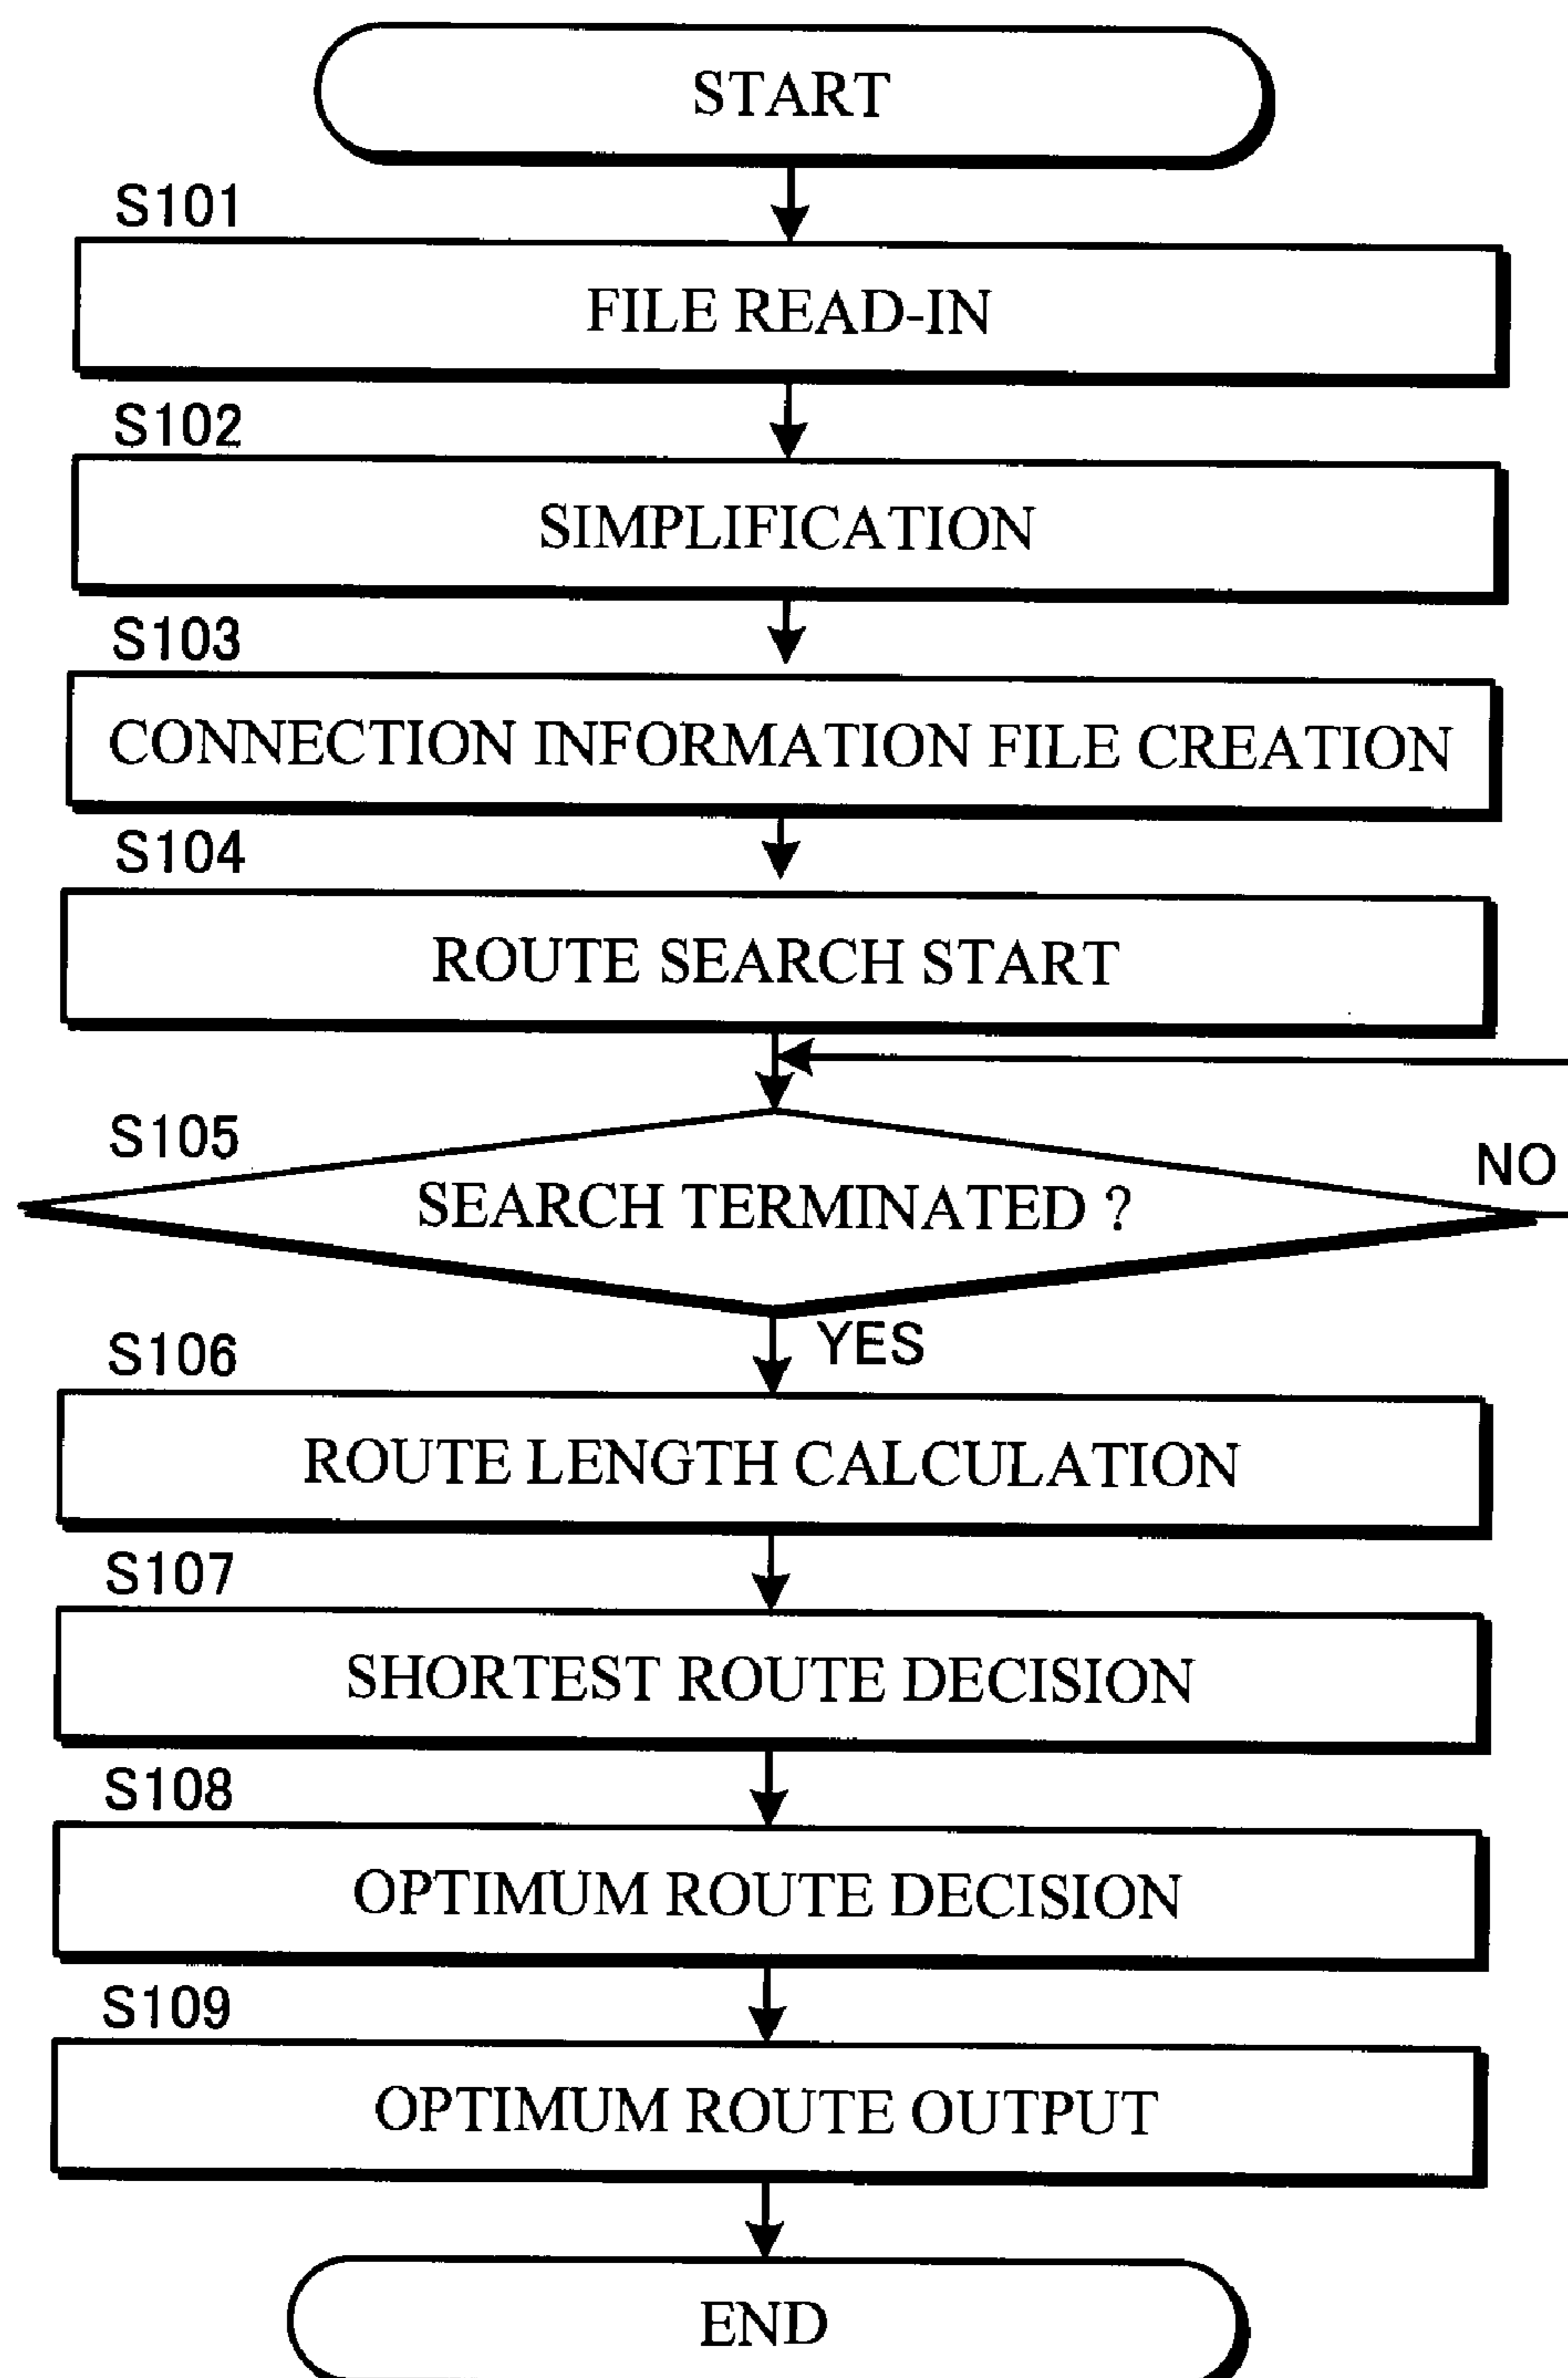 START
S101
FILE READ-IN
S102
SIMPLIFICATION
S103
CONNECTION INFORMATION FILE CREATION
S104
ROUTE SEARCH START
S105
NO
SEARCH TERMINATED ?
YES
S106
ROUTE LENGTH CALCULATION
S107
SHORTEST ROUTE DECISION
S108
OPTIMUM ROUTE DECISION
S109
OPTIMUM ROUTE OUTPUT
END